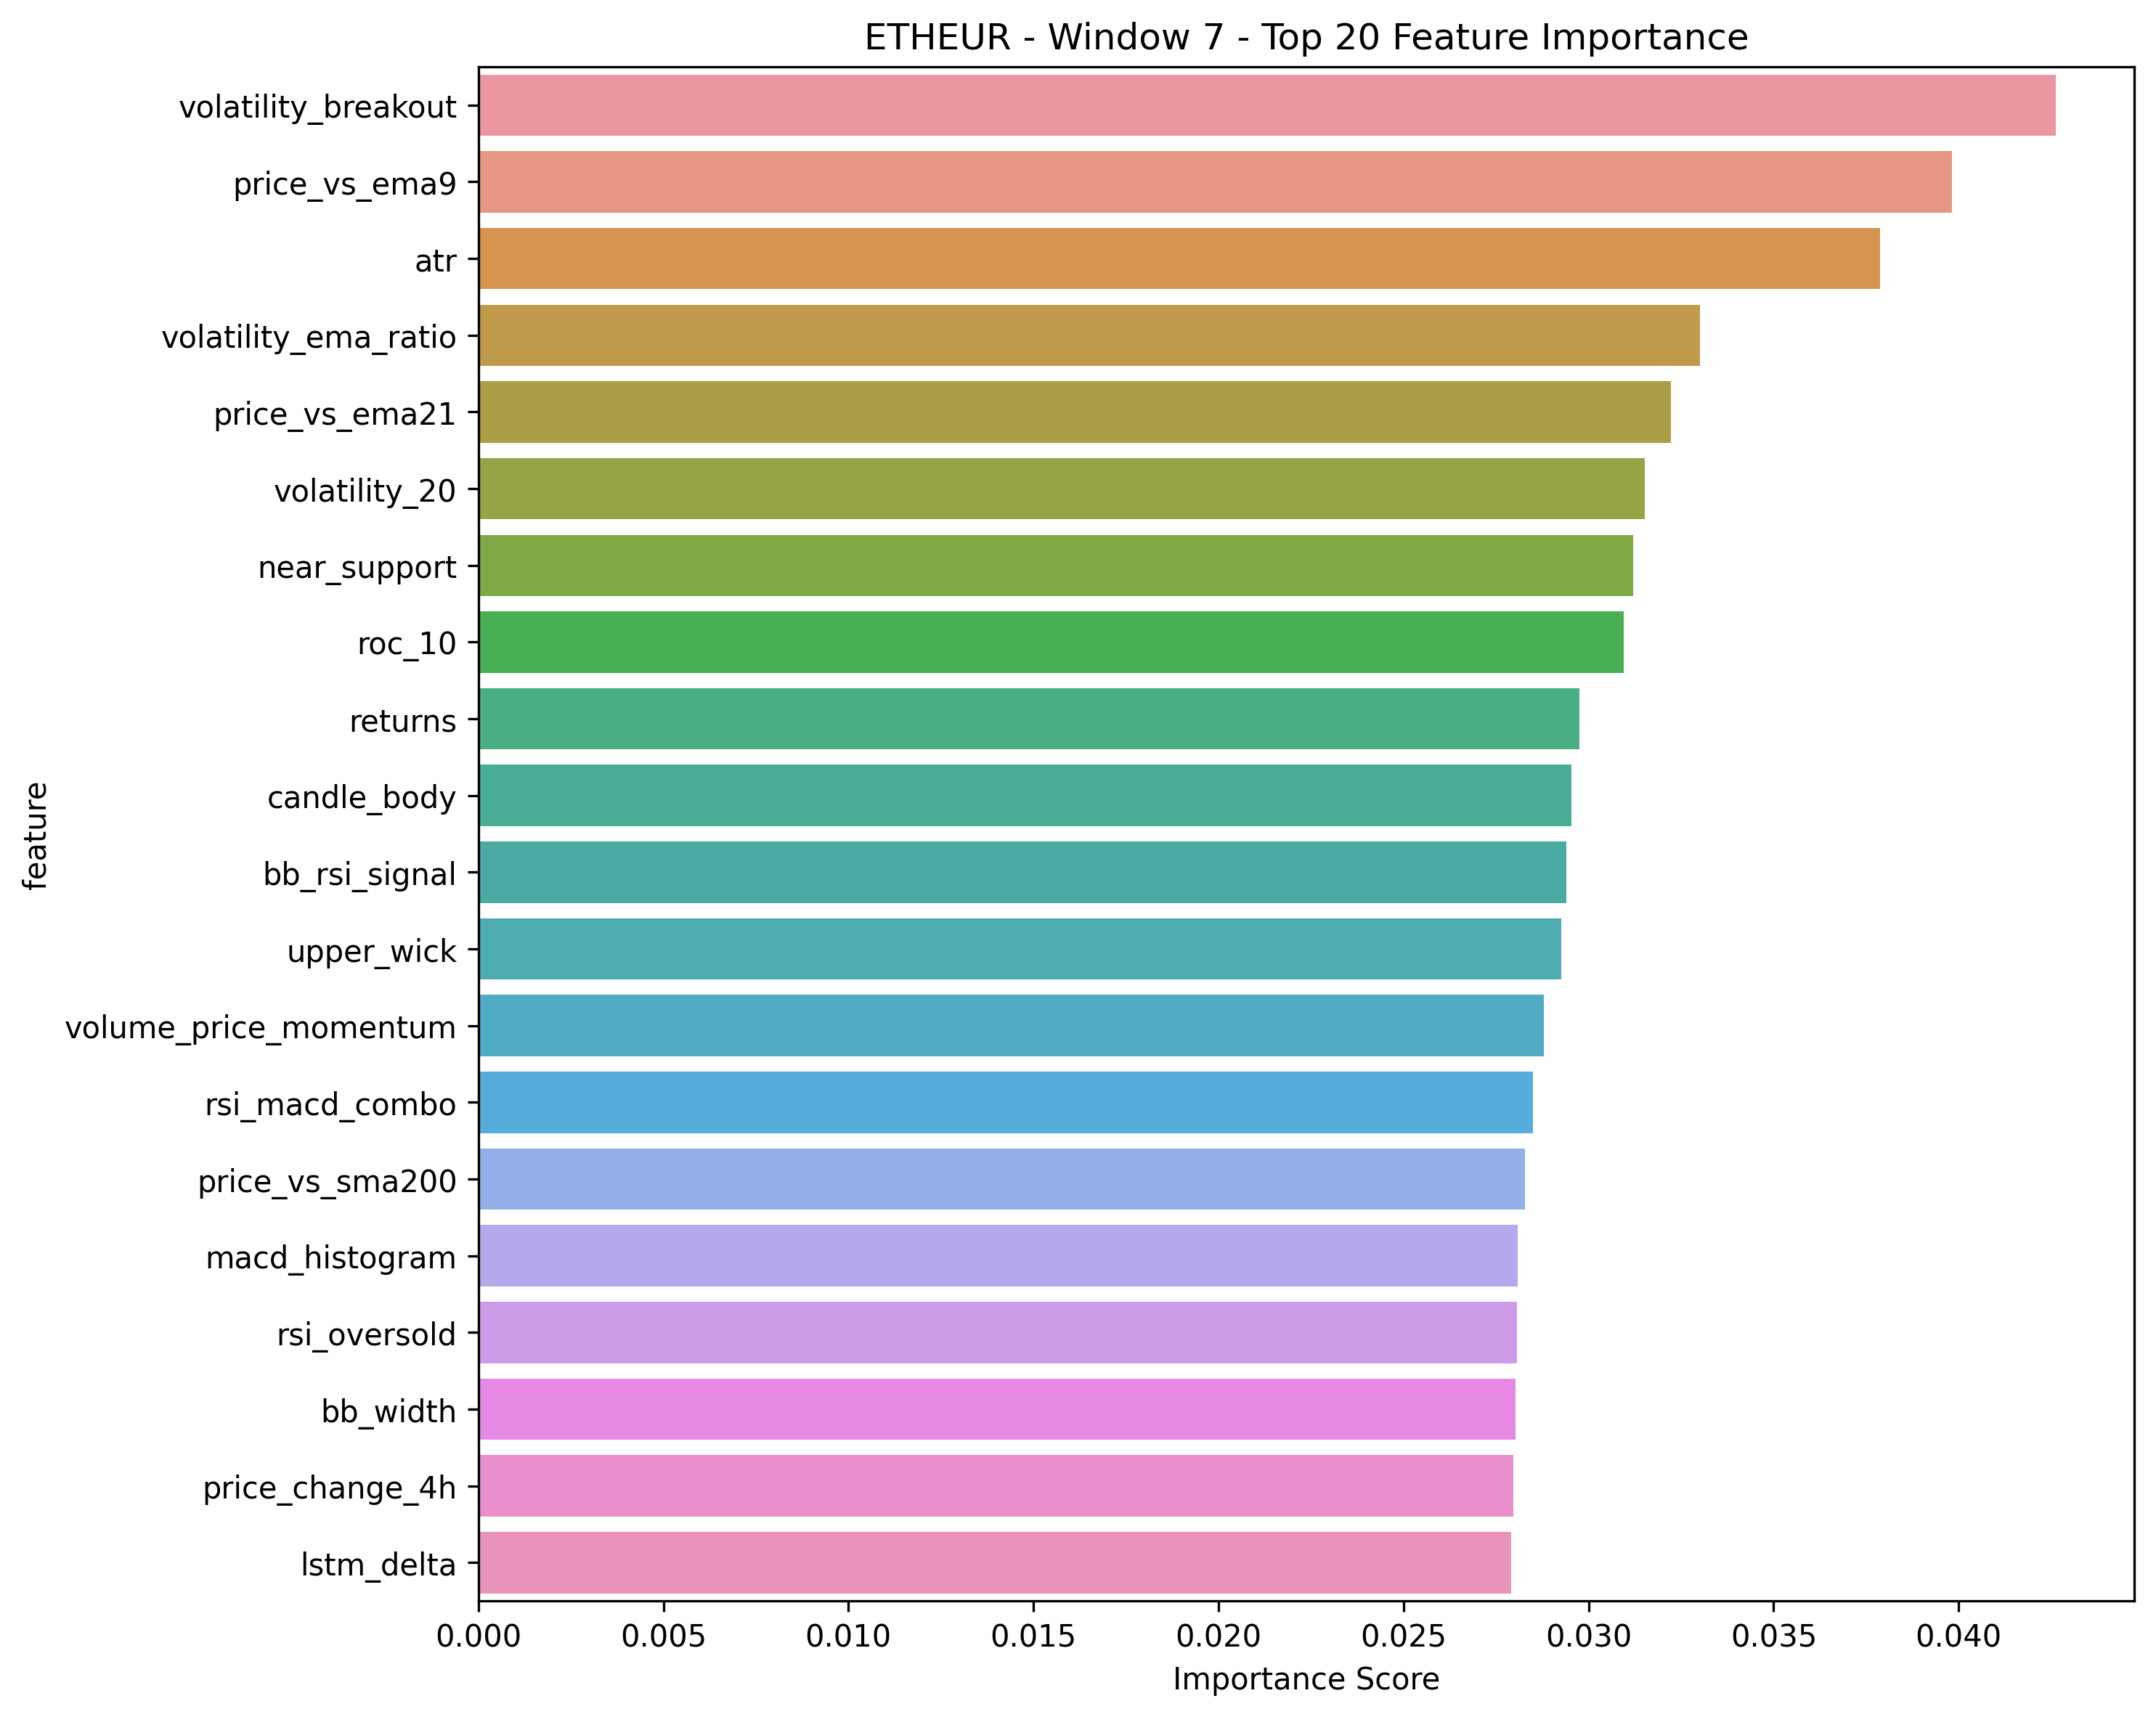 ETHEUR - Window 7 - Top 20 Feature Importance
feature
volatility_breakout
price_vs_ema9
atr
volatility_ema_ratio
price_vs_ema21
volatility_20
near_support
roc_10
returns
candle_body
bb_rsi_signal
upper_wick
volume_price_momentum
rsi_macd_combo
price_vs_sma200
macd_histogram
rsi_oversold
bb_width
price_change_4h
lstm_delta
0.000 0.005 0.010 0.015 0.020 0.025 0.030 0.035 0.040
Importance Score